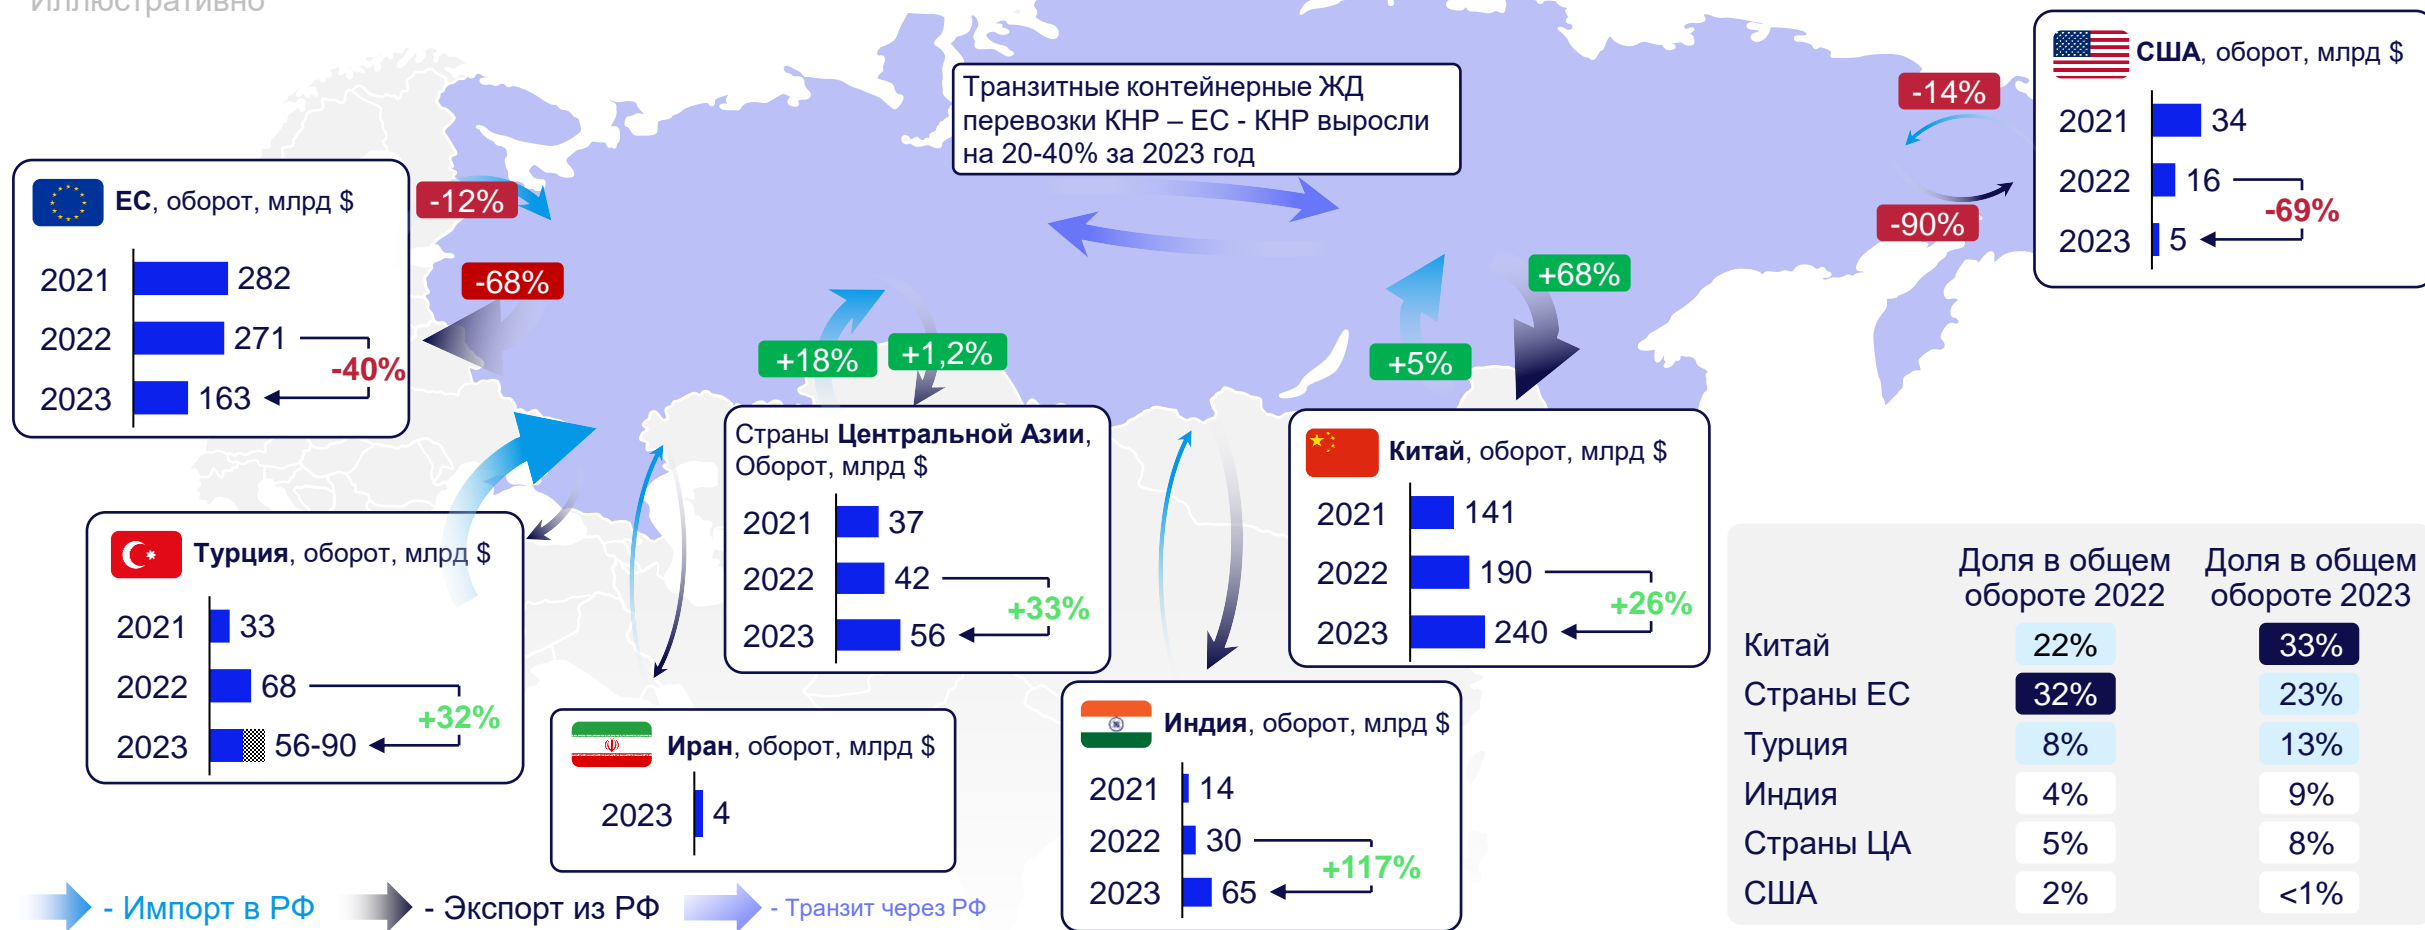 Иллюстративно
Транзитные контейнерные ЖД
перевозки КНР – ЕС - КНР выросли
на 20-40% за 2023 год
ЕС, оборот, млрд $
2021 282
2022 271
2023 163
-40%
-12%
-68%
США, оборот, млрд $
2021 34
2022 16
2023 5
-69%
-14%
-90%
+18%
+1,2%
+5%
+68%
Страны Центральной Азии,
Оборот, млрд $
2021 37
2022 42
2023 56
+33%
Китай, оборот, млрд $
2021 141
2022 190
2023 240
+26%
Турция, оборот, млрд $
2021 33
2022 68
2023 56-90
+32%
Иран, оборот, млрд $
2023 4
Индия, оборот, млрд $
2021 14
2022 30
2023 65
+117%
Доля в общем
обороте 2022
Доля в общем
обороте 2023
Китай 22% 33%
Страны ЕС 32% 23%
Турция 8% 13%
Индия 4% 9%
Страны ЦА 5% 8%
США 2% <1%
- Импорт в РФ
- Экспорт из РФ
- Транзит через РФ